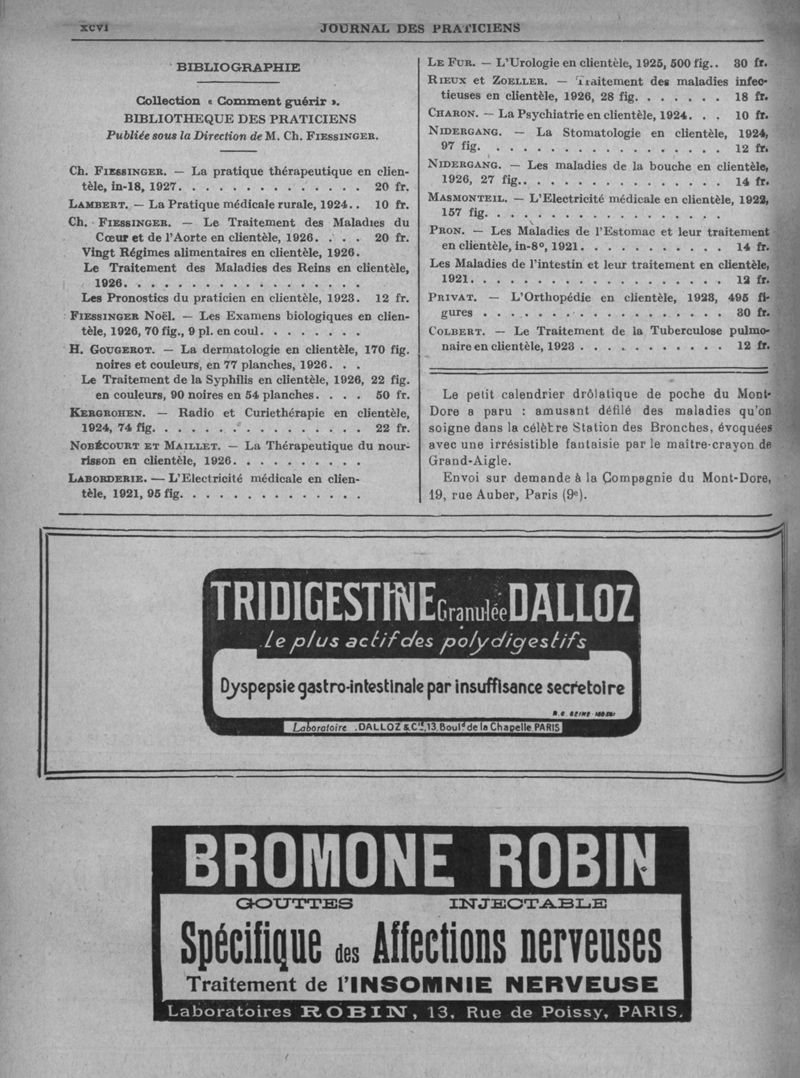 XCVI
JOURNAL DES PRATICIENS
BIBLIOGRAPHIE
Collection « Comment guérir ».
BIBLIOTHEQUE DES PRATICIENS
Publiée sous la Direction de M. Ch. FIESSINGER.
Ch. FIESSINGER. — La pratique thérapeutique en clien-
tèle, in-18, 1927. . . . . . . . . . . . . 20 fr.
LAMBERT. — La Pratique médicale rurale, 1924.. 10 fr.
Ch. FIESSINGER. — Le Traitement des Maladies du
Cœur et de l'Aorte en clientèle, 1926. . . . 20 fr.
Vingt Régimes alimentaires en clientèle, 1926.
Le Traitement des Maladies des Reins en clientèle,
1926. . . . . . . . . . . . . . . . .
Les Pronostics du praticien en clientèle, 1923. 12 fr.
FIESSINGER Noël. — Les Examens biologiques en clien-
tèle, 1926, 70 fig., 9 pl. en coul. . . . . . . .
H. GOUGEROT. — La dermatologie en clientèle, 170 fig.
noires et couleurs, en 77 planches, 1926. . .
Le Traitement de la Syphilis en clientèle, 1926, 22 fig.
en couleurs, 90 noires en 54 planches. . . . 50 fr.
KERGROHEN. — Radio et Curiethérapie en clientèle,
1924, 74 fig. . . . . . . . . . . . . . . 22 fr.
NOBÉCOURT ET MAILLET. — La Thérapeutique du nour-
risson en clientèle, 1926. . . . . . . . . .
LABORDERIE. — L'Electricité médicale en clien-
tèle, 1921, 95 fig. . . . . . . . . . . . . .
LE FUR. — L'Urologie en clientèle, 1925, 500 fig.. 30 fr.
RIEUX et ZOELLER. — Traitement des maladies infec-
tieuses en clientèle, 1926, 28 fig. . . . . . . 18 fr.
CHARON. — La Psychiatrie en clientèle, 1924. . . 10 fr.
NIDERGANG. — La Stomatologie en clientèle, 1924,
97 fig. . . . . . . . . . . . . . . . . . 12 fr.
NIDERGANG. — Les maladies de la bouche en clientèle,
1926, 27 fig.. . . . . . . . . . . . . . . 14 fr.
MASMONTEIL. — L'Electricité médicale en clientèle, 1922,
157 fig. . . . . . . . . . . . . . . . .
PRON. — Les Maladies de l'Estomac et leur traitement
en clientèle, in-8º, 1921. . . . . . . . . . . 14 fr.
Les Maladies de l'intestin et leur traitement en clientèle,
1921. . . . . . . . . . . . . . . . . . 12 fr.
PRIVAT. — L'Orthopédie en clientèle, 1923, 495 fi-
gures . . . . . . . . . . . . . . . . . 30 fr.
COLBERT. — Le Traitement de la Tuberculose pulmo-
naire en clientèle, 1923 . . . . . . . . . . . 12 fr.
Le petit calendrier drôlatique de poche du Mont-
Dore a paru : amusant défilé des maladies qu'on
soigne dans la célèbre Station des Bronches, évoquées
avec une irrésistible fantaisie par le maître-crayon de
Grand-Aigle.
Envoi sur demande à la Compagnie du Mont-Dore,
19, rue Auber, Paris (9e).
TRIDIGESTINE Granulée DALLOZ
Le plus actif des polydigestifs
Dyspepsie gastro-intestinale par insuffisance secretoire
Laboratoire .DALLOZ & Cie, 13, Bould de la Chapelle PARIS
BROMONE ROBIN
GOUTTES INJECTABLE
Spécifique des Affections nerveuses
Traitement de l'INSOMNIE NERVEUSE
Laboratoires ROBIN, 13, Rue de Poissy, PARIS.